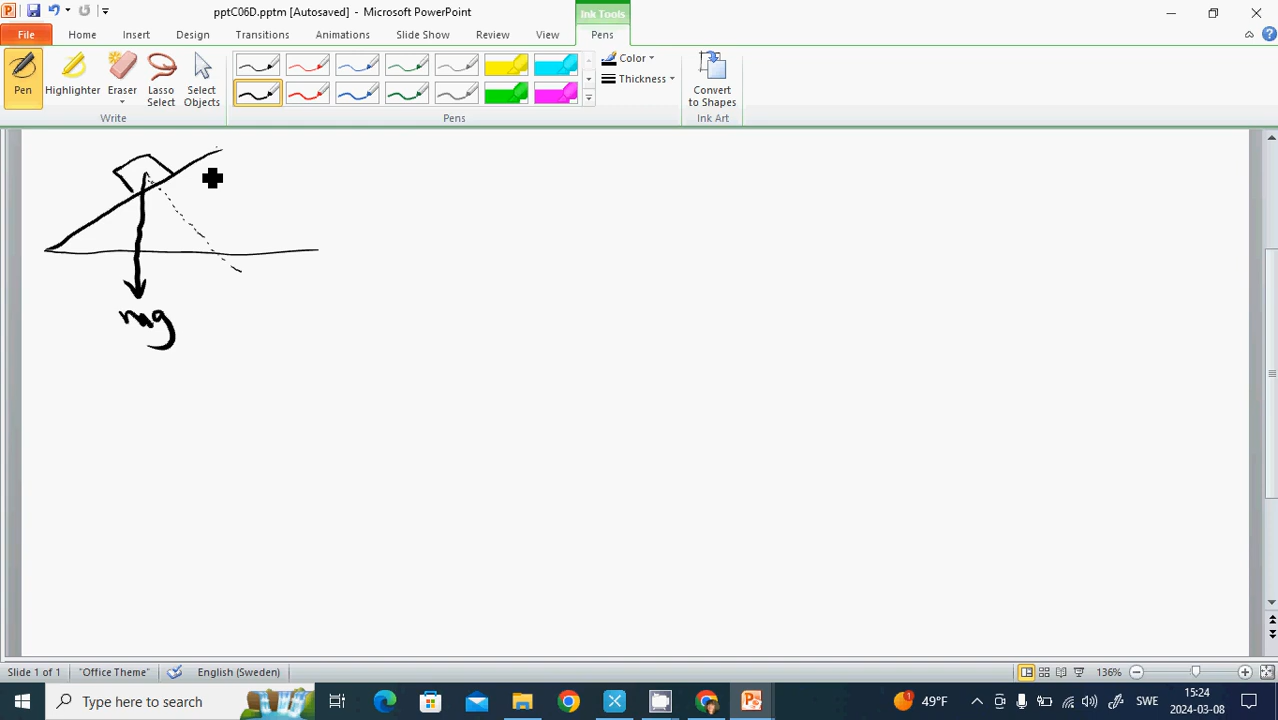 pptC06D.pptm [Autosaved] - Microsoft PowerPoint
Ink Tools
File
Home
Insert
Design
Transitions
Animations
Slide Show
Review
View
Pens
Pen
Highlighter
Eraser
Lasso Select
Select Objects
Color
Thickness
Convert to Shapes
Write
Pens
Ink Art
mg
Slide 1 of 1
"Office Theme"
English (Sweden)
136%
Type here to search
1
49°F
SWE
15:24
2024-03-08